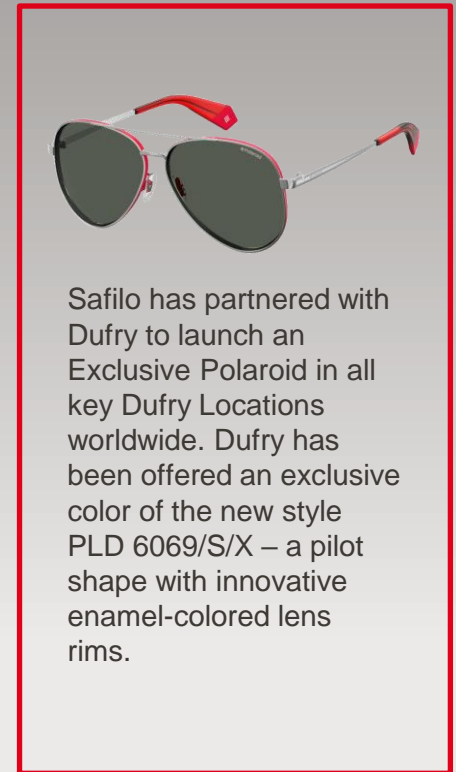 Safilo has partnered with
Dufry to launch an
Exclusive Polaroid in all
key Dufry Locations
worldwide. Dufry has
been offered an exclusive
color of the new style
PLD 6069/S/X – a pilot
shape with innovative
enamel-colored lens
rims.